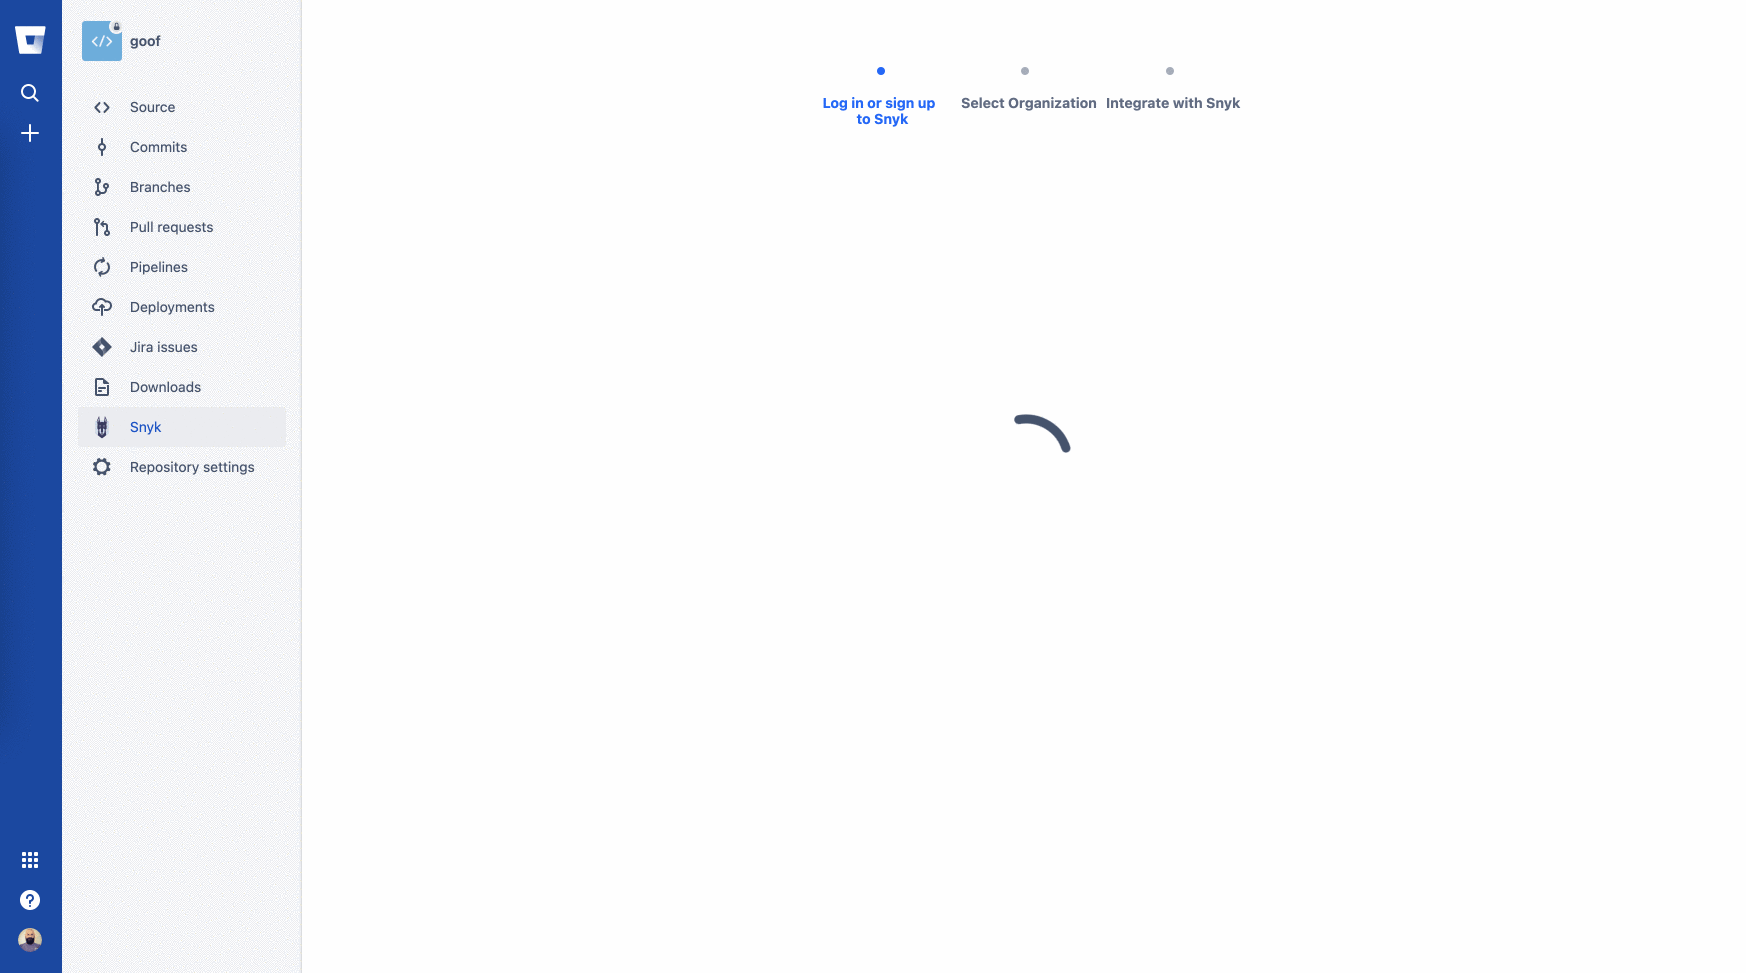 goof
Source
Commits
Branches
Pull requests
Pipelines
Deployments
Jira issues
Downloads
Snyk
Repository settings
Log in or sign up
to Snyk
Select Organization
Integrate with Snyk